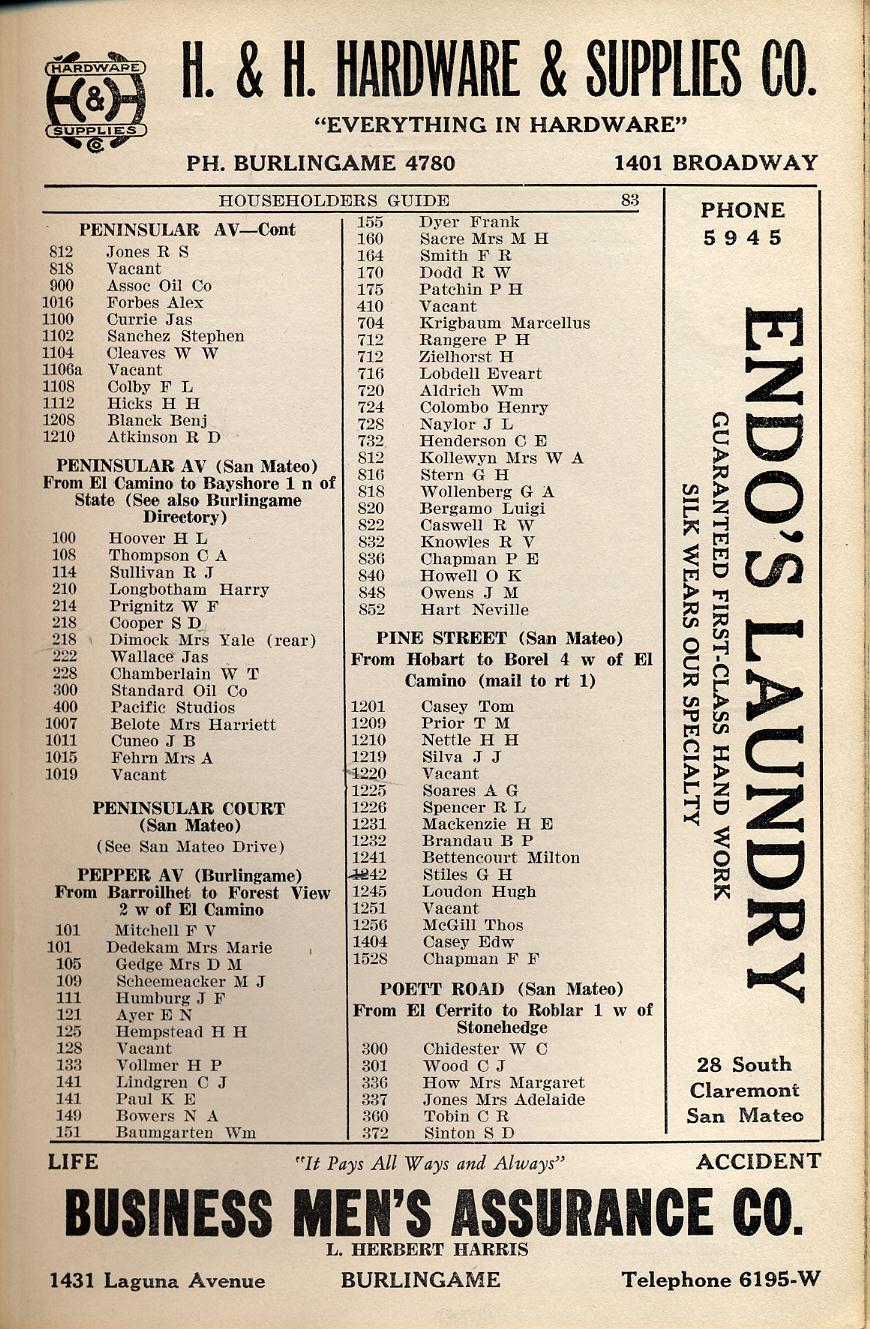 HARDWARE
H & H
SUPPLIES
Co
H. & H. HARDWARE & SUPPLIES CO.
"EVERYTHING IN HARDWARE"
PH. BURLINGAME 4780 1401 BROADWAY
HOUSEHOLDERS GUIDE 83
PENINSULAR AV—Cont
812 Jones R S
818 Vacant
900 Assoc Oil Co
1016 Forbes Alex
1100 Currie Jas
1102 Sanchez Stephen
1104 Cleaves W W
1106a Vacant
1108 Colby F L
1112 Hicks H H
1208 Blanck Benj
1210 Atkinson R D
PENINSULAR AV (San Mateo)
From El Camino to Bayshore 1 n of
State (See also Burlingame
Directory)
100 Hoover H L
108 Thompson C A
114 Sullivan R J
210 Longbotham Harry
214 Prignitz W F
218 Cooper S D
218 Dimock Mrs Yale (rear)
222 Wallace Jas
228 Chamberlain W T
300 Standard Oil Co
400 Pacific Studios
1007 Belote Mrs Harriett
1011 Cuneo J B
1015 Fehrn Mrs A
1019 Vacant
PENINSULAR COURT
(San Mateo)
(See San Mateo Drive)
PEPPER AV (Burlingame)
From Barroilhet to Forest View
2 w of El Camino
101 Mitchell F V
101 Dedekam Mrs Marie
105 Gedge Mrs D M
109 Scheemeacker M J
111 Humburg J F
121 Ayer E N
125 Hempstead H H
128 Vacant
133 Vollmer H P
141 Lindgren C J
141 Paul K E
149 Bowers N A
151 Baumgarten Wm
155 Dyer Frank
160 Sacre Mrs M H
164 Smith F R
170 Dodd R W
175 Patchin P H
410 Vacant
704 Krigbaum Marcellus
712 Rangere P H
712 Zielhorst H
716 Lobdell Eveart
720 Aldrich Wm
724 Colombo Henry
728 Naylor J L
732 Henderson C E
812 Kollewyn Mrs W A
816 Stern G H
818 Wollenberg G A
820 Bergamo Luigi
822 Caswell R W
832 Knowles R V
836 Chapman P E
840 Howell O K
848 Owens J M
852 Hart Neville
PINE STREET (San Mateo)
From Hobart to Borel 4 w of El
Camino (mail to rt 1)
1201 Casey Tom
1209 Prior T M
1210 Nettle H H
1219 Silva J J
1220 Vacant
1225 Soares A G
1226 Spencer R L
1231 Mackenzie H E
1232 Brandau B P
1241 Bettencourt Milton
1242 Stiles G H
1245 Loudon Hugh
1251 Vacant
1256 McGill Thos
1404 Casey Edw
1528 Chapman F F
POETT ROAD (San Mateo)
From El Cerrito to Roblar 1 w of
Stonehedge
300 Chidester W C
301 Wood C J
336 How Mrs Margaret
337 Jones Mrs Adelaide
360 Tobin C R
372 Sinton S D
PHONE
5945
ENDO'S LAUNDRY
GUARANTEED FIRST-CLASS HAND WORK
SILK WEARS OUR SPECIALTY
28 South
Claremont
San Mateo
LIFE "It Pays All Ways and Always" ACCIDENT
BUSINESS MEN'S ASSURANCE CO.
L. HERBERT HARRIS
1431 Laguna Avenue BURLINGAME Telephone 6195-W